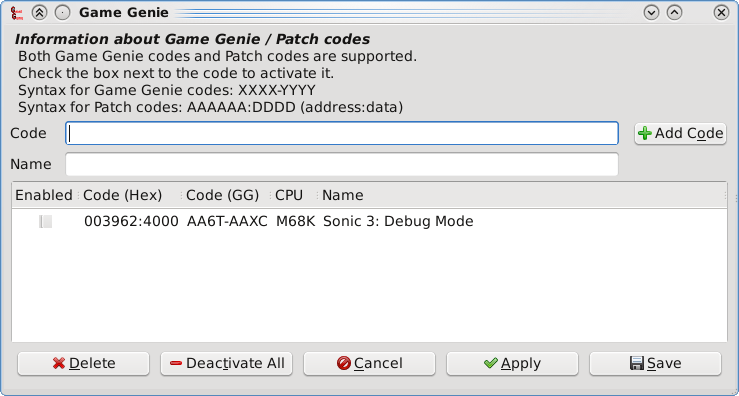 Game Genie
Information about Game Genie / Patch codes
Both Game Genie codes and Patch codes are supported.
Check the box next to the code to activate it.
Syntax for Game Genie codes: XXXX-YYYY
Syntax for Patch codes: AAAAAA:DDDD (address:data)
Code Add Code
Name
Enabled Code (Hex) Code (GG) CPU Name
003962:4000 AA6T-AAXC M68K Sonic 3: Debug Mode
Delete Deactivate All Cancel Apply Save